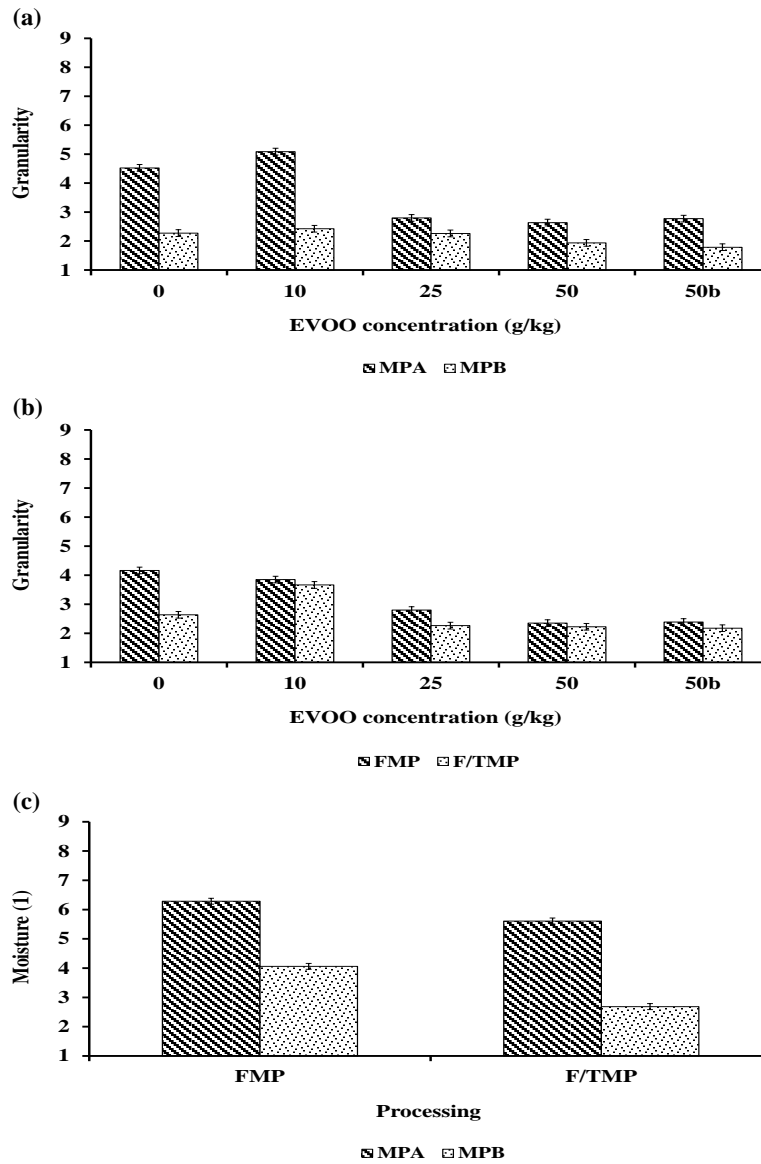 (a)
9
8
7
6
5
4
3
2
1
Granularity
0 10 25 50 50b
EVOO concentration (g/kg)
MPA MPB
(b)
9
8
7
6
5
4
3
2
1
Granularity
0 10 25 50 50b
EVOO concentration (g/kg)
FMP F/TMP
(c)
9
8
7
6
5
4
3
2
1
Moisture (1)
FMP F/TMP
Processing
MPA MPB